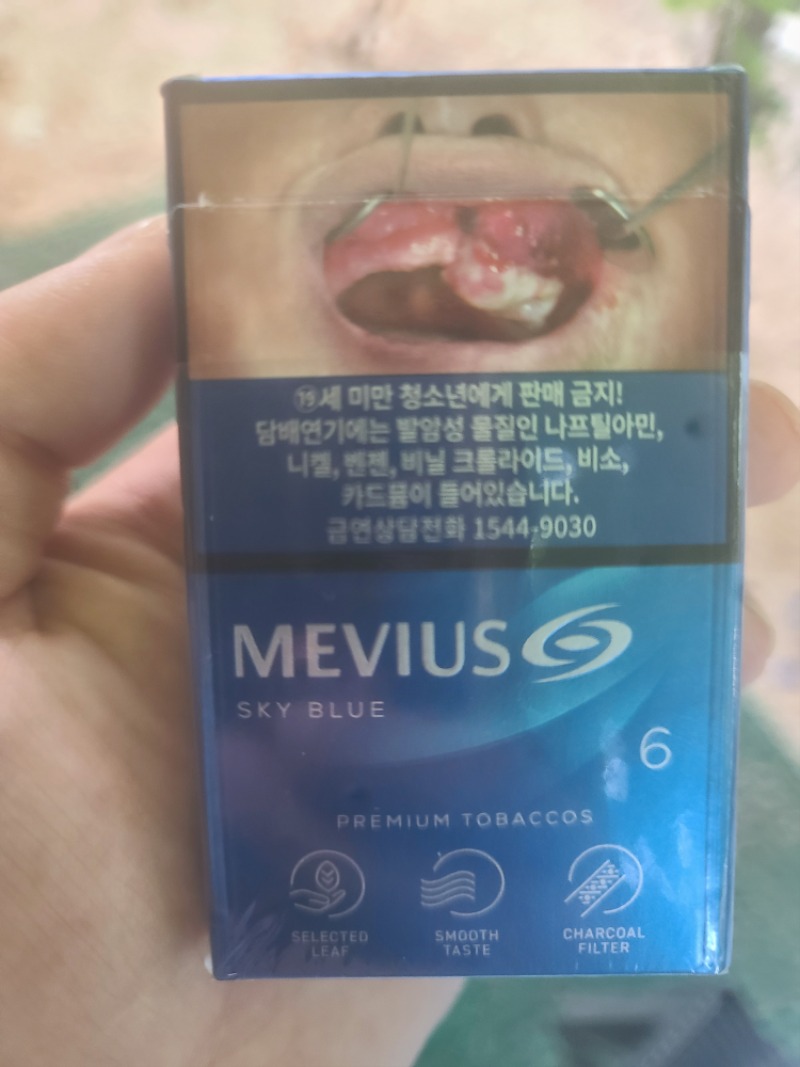 19세 미만 청소년에게 판매 금지!
담배연기에는 발암성 물질인 나프틸아민,
니켈, 벤젠, 비닐 크롤라이드, 비소,
카드뮴이 들어있습니다.
금연상담전화 1544-9030
MEVIUS
SKY BLUE
6
PREMIUM TOBACCOS
SELECTED
LEAF
SMOOTH
TASTE
CHARCOAL
FILTER